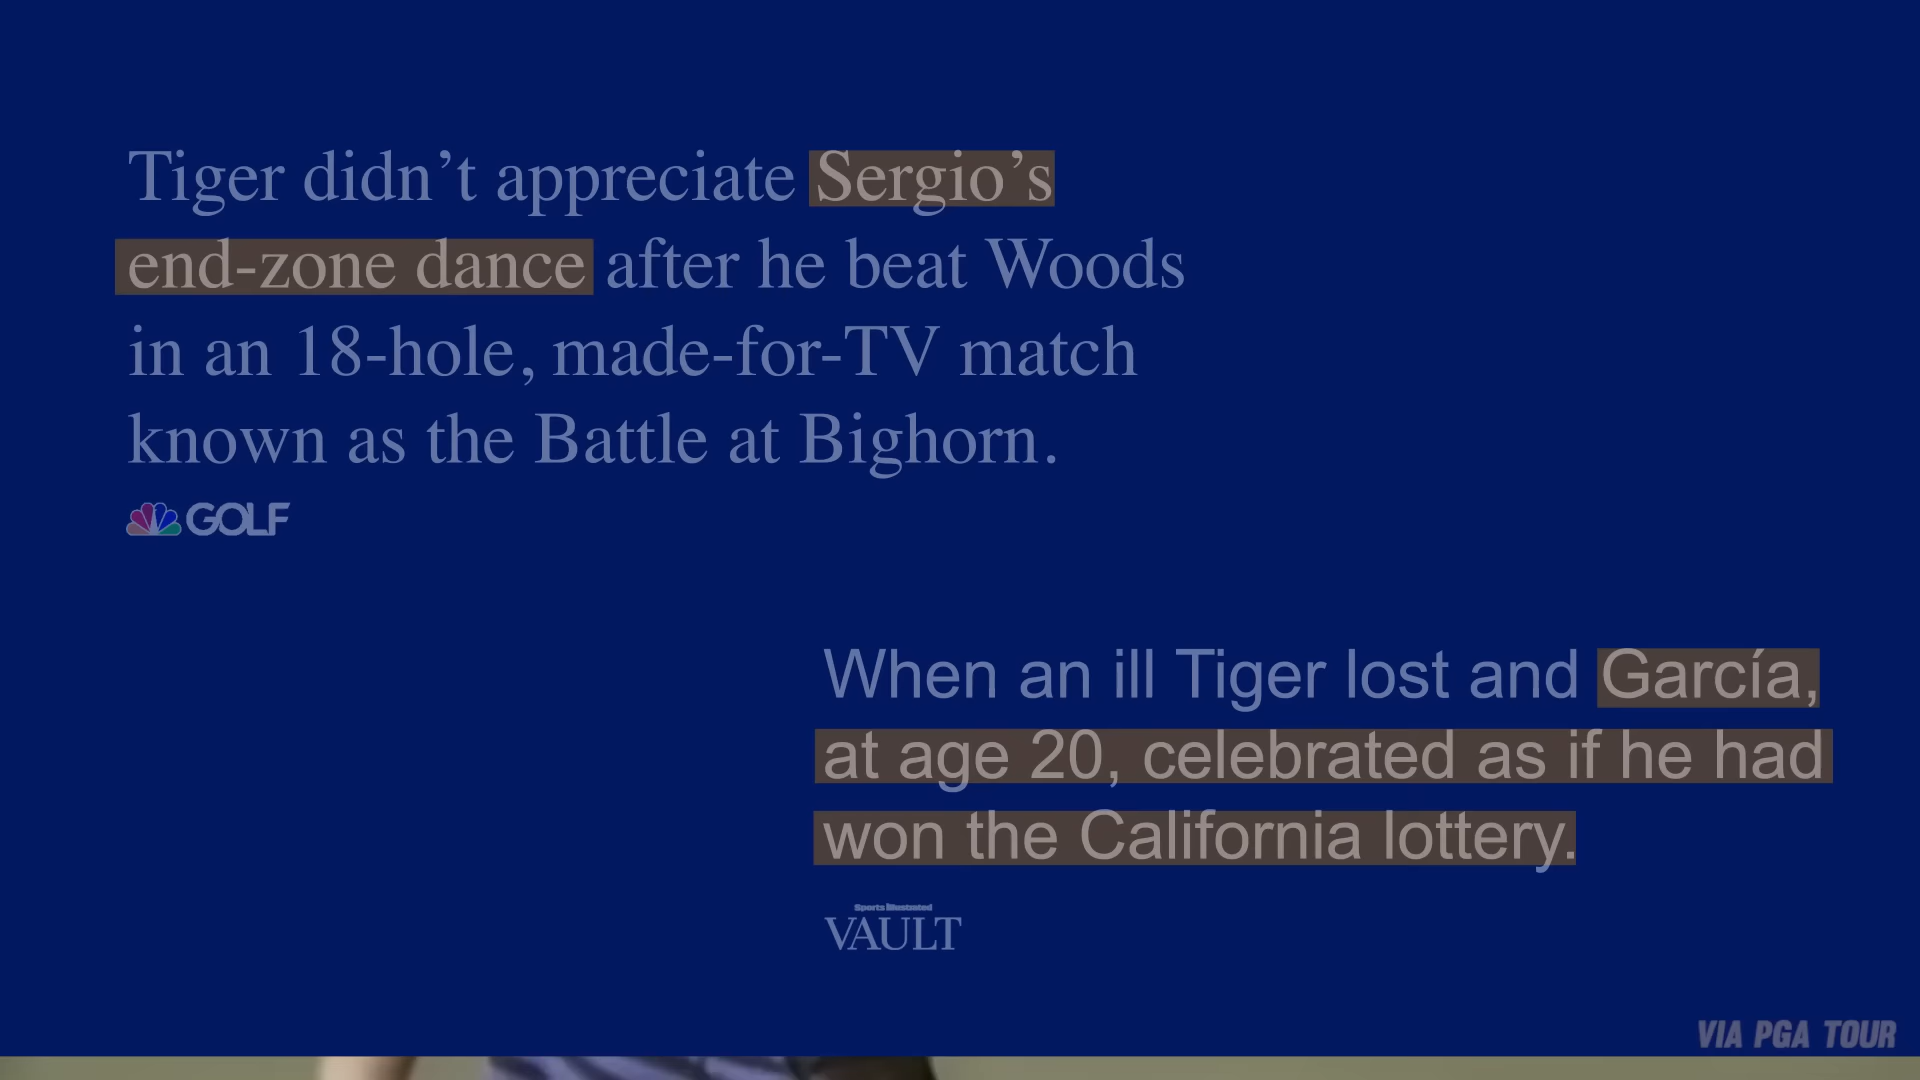 Tiger didn’t appreciate Sergio’s
end-zone dance after he beat Woods
in an 18-hole, made-for-TV match
known as the Battle at Bighorn.
GOLF
When an ill Tiger lost and García,
at age 20, celebrated as if he had
won the California lottery.
Sports Illustrated
VAULT
VIA PGA TOUR